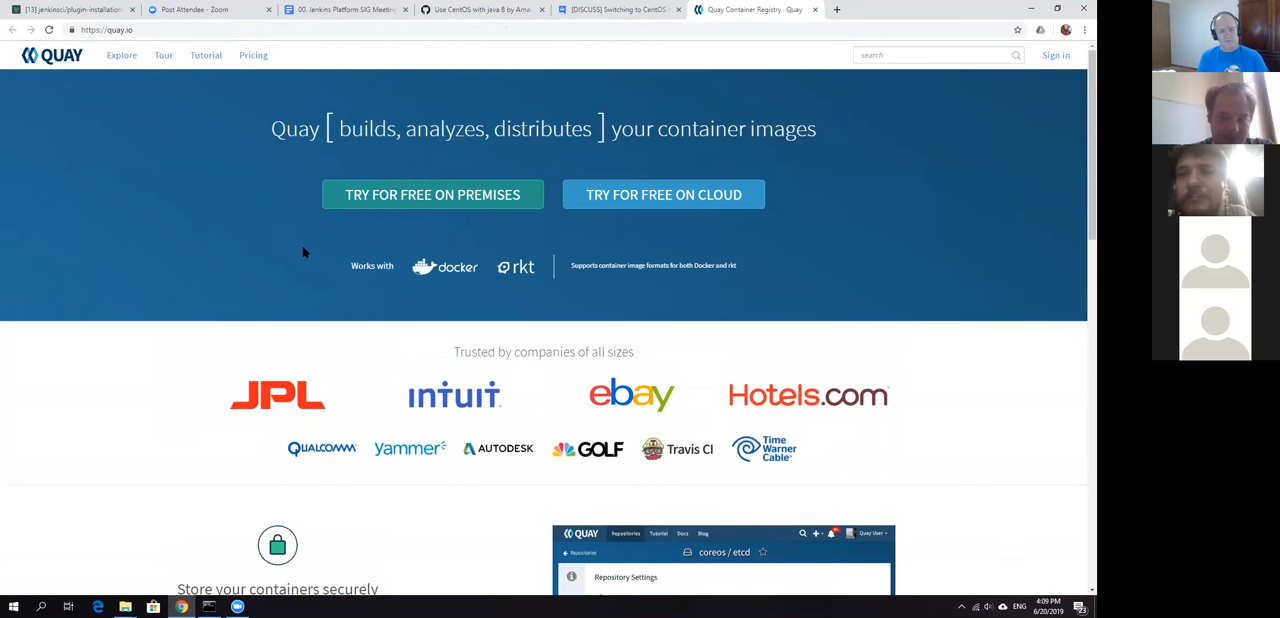 [13] jenkinsci/plugin-installation
Post Attendee - Zoom
00. Jenkins Platform SIG Meeting
Use CentOS with java 8 by Ama
[DISCUSS] Switching to CentOS
Quay Container Registry · Quay
https://quay.io
QUAY
Explore
Tour
Tutorial
Pricing
search
Sign in
Quay [ builds, analyzes, distributes ] your container images
TRY FOR FREE ON PREMISES
TRY FOR FREE ON CLOUD
Works with
docker
rkt
Supports container image formats for both Docker and rkt
Trusted by companies of all sizes
JPL
intuit
ebay
Hotels.com
QUALCOMM
yammer
AUTODESK
GOLF
Travis CI
Time
Warner
Cable
QUAY
Repositories
Tutorial
Docs
Blog
Quay User
Repositories
coreos / etcd
Repository Settings
Store your containers securely
ENG
4:09 PM
6/20/2019
23